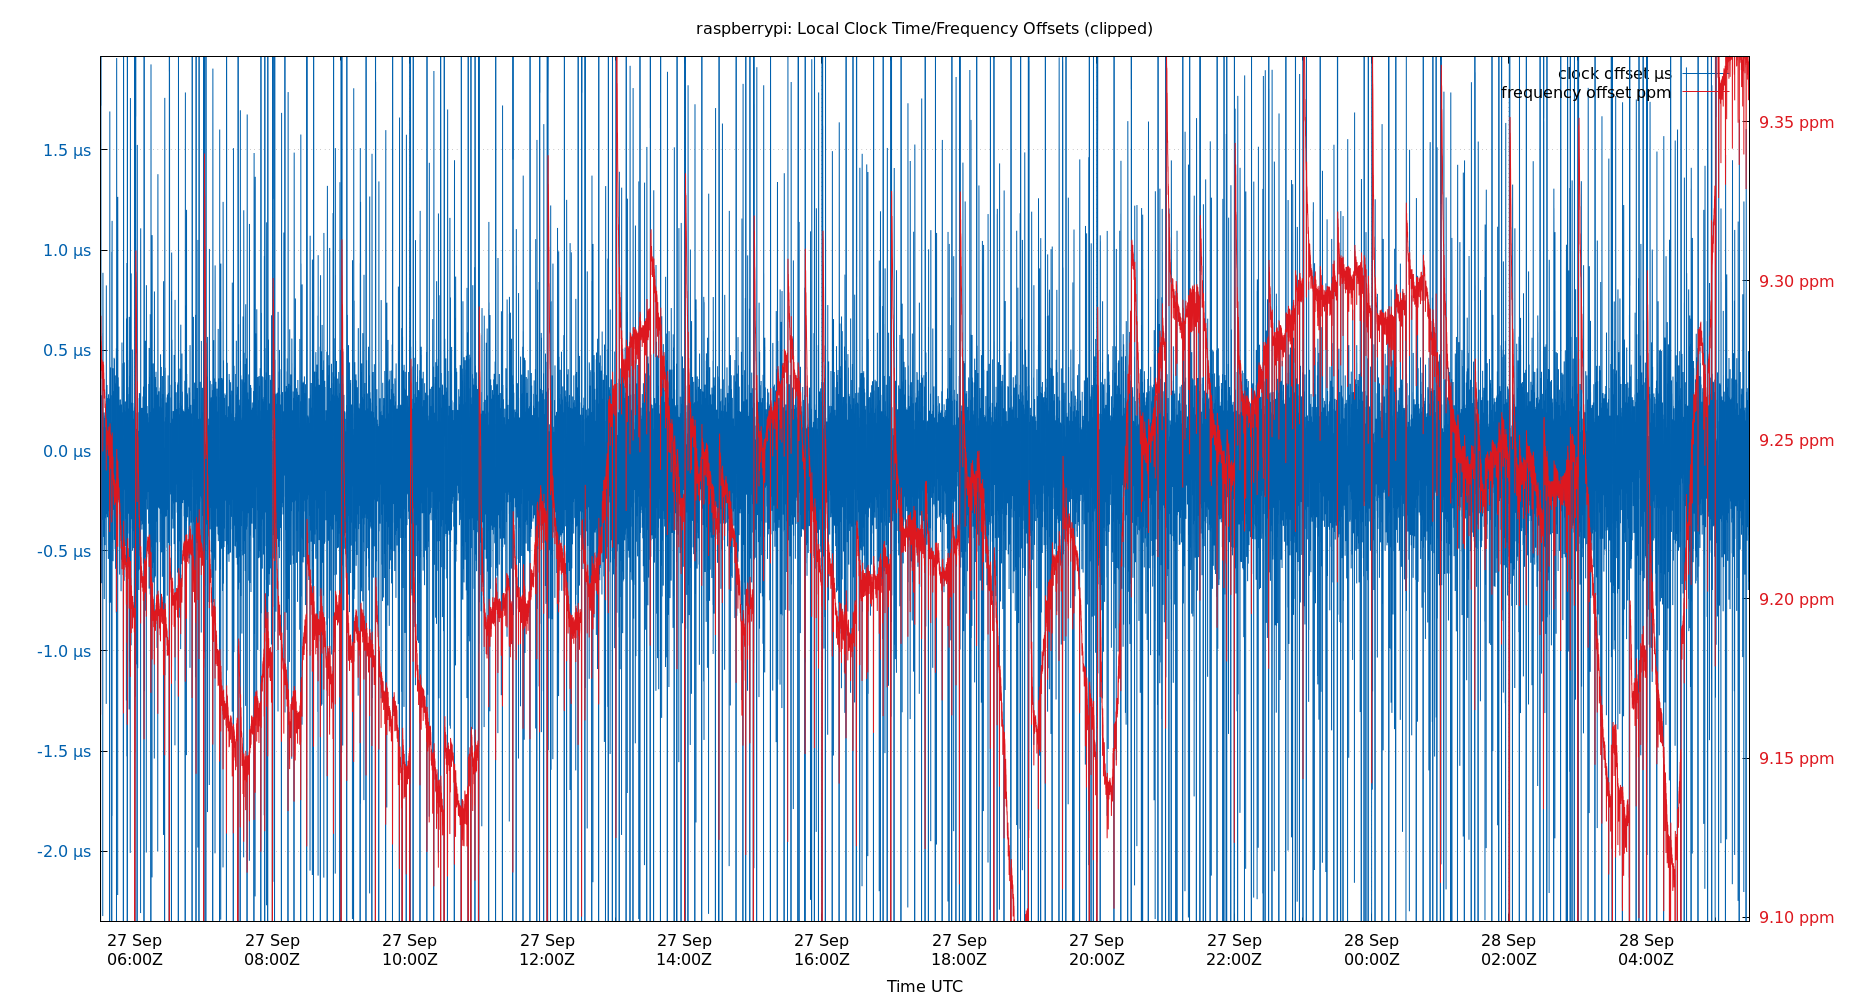 raspberrypi: Local Clock Time/Frequency Offsets (clipped)
clock offset µs
frequency offset ppm
1.5 µs
1.0 µs
0.5 µs
0.0 µs
-0.5 µs
-1.0 µs
-1.5 µs
-2.0 µs
9.35 ppm
9.30 ppm
9.25 ppm
9.20 ppm
9.15 ppm
9.10 ppm
27 Sep
06:00Z
27 Sep
08:00Z
27 Sep
10:00Z
27 Sep
12:00Z
27 Sep
14:00Z
27 Sep
16:00Z
27 Sep
18:00Z
27 Sep
20:00Z
27 Sep
22:00Z
28 Sep
00:00Z
28 Sep
02:00Z
28 Sep
04:00Z
Time UTC